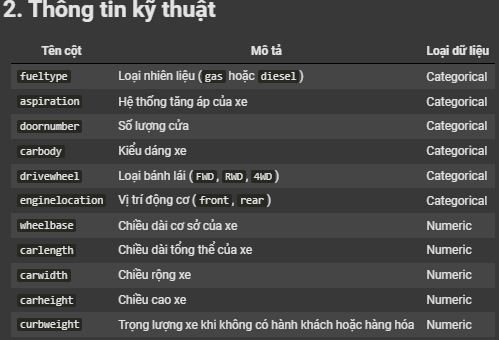 2. Thông tin kỹ thuật
Tên cột Mô tả Loại dữ liệu
fueltype Loại nhiên liệu ( gas hoặc diesel ) Categorical
aspiration Hệ thống tăng áp của xe Categorical
doornumber Số lượng cửa Categorical
carbody Kiểu dáng xe Categorical
drivewheel Loại bánh lái ( FWD , RWD , 4WD ) Categorical
enginelocation Vị trí động cơ ( front , rear ) Categorical
wheelbase Chiều dài cơ sở của xe Numeric
carlength Chiều dài tổng thể của xe Numeric
carwidth Chiều rộng xe Numeric
carheight Chiều cao xe Numeric
curbweight Trọng lượng xe khi không có hành khách hoặc hàng hóa Numeric